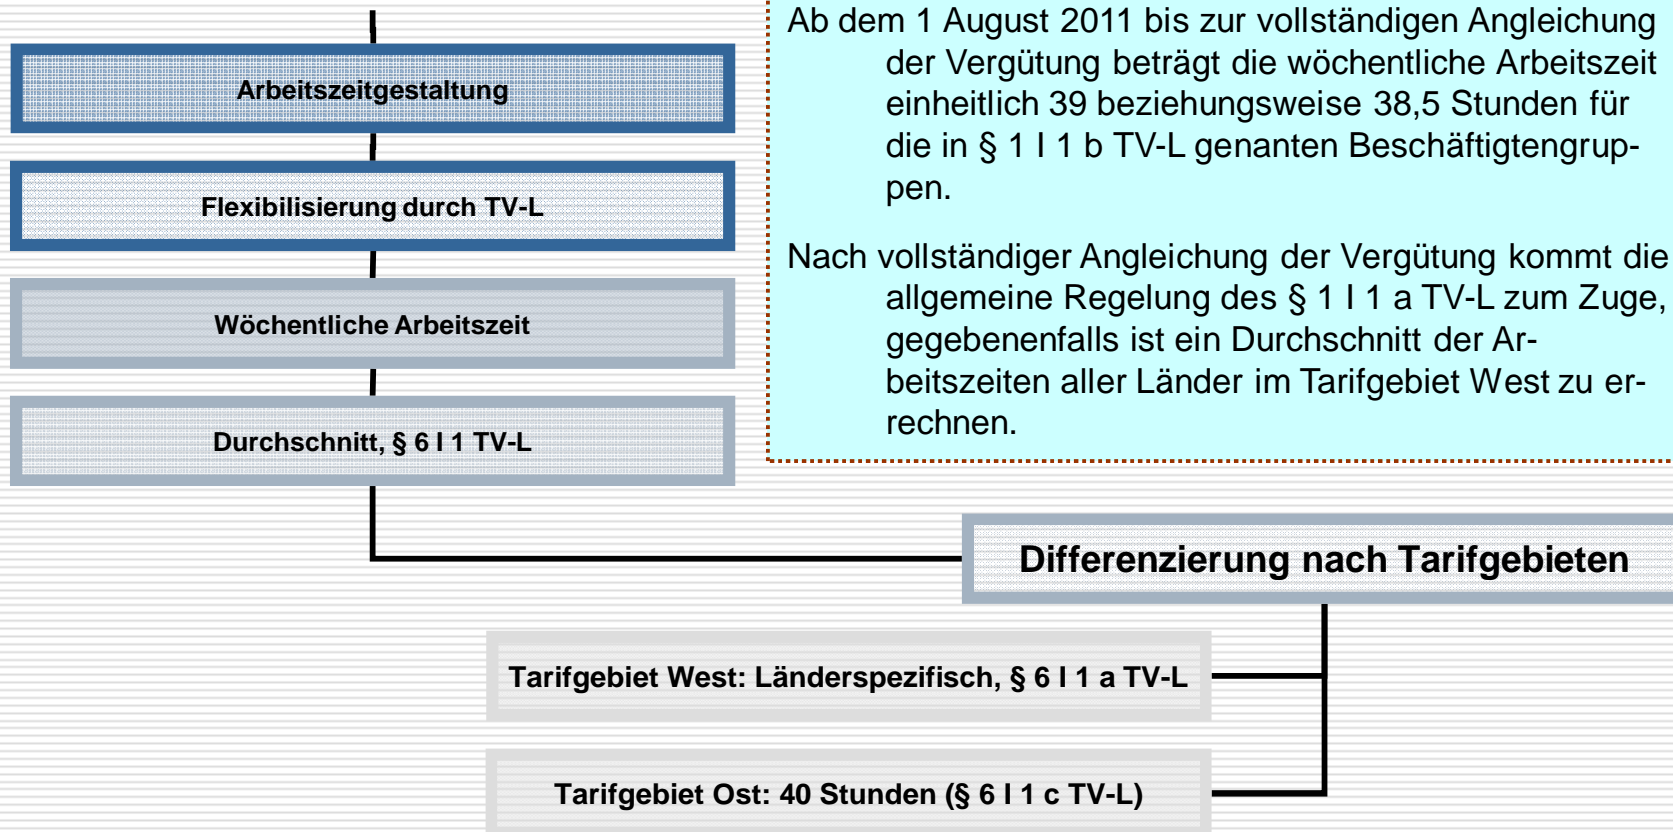 Arbeitszeitgestaltung
Flexibilisierung durch TV-L
Wöchentliche Arbeitszeit
Durchschnitt, § 6 I 1 TV-L
Ab dem 1 August 2011 bis zur vollständigen Angleichung
der Vergütung beträgt die wöchentliche Arbeitszeit
einheitlich 39 beziehungsweise 38,5 Stunden für
die in § 1 I 1 b TV-L genanten Beschäftigtengrup-
pen.
Nach vollständiger Angleichung der Vergütung kommt die
allgemeine Regelung des § 1 I 1 a TV-L zum Zuge,
gegebenenfalls ist ein Durchschnitt der Ar-
beitszeiten aller Länder im Tarifgebiet West zu er-
rechnen.
Differenzierung nach Tarifgebieten
Tarifgebiet West: Länderspezifisch, § 6 I 1 a TV-L
Tarifgebiet Ost: 40 Stunden (§ 6 I 1 c TV-L)